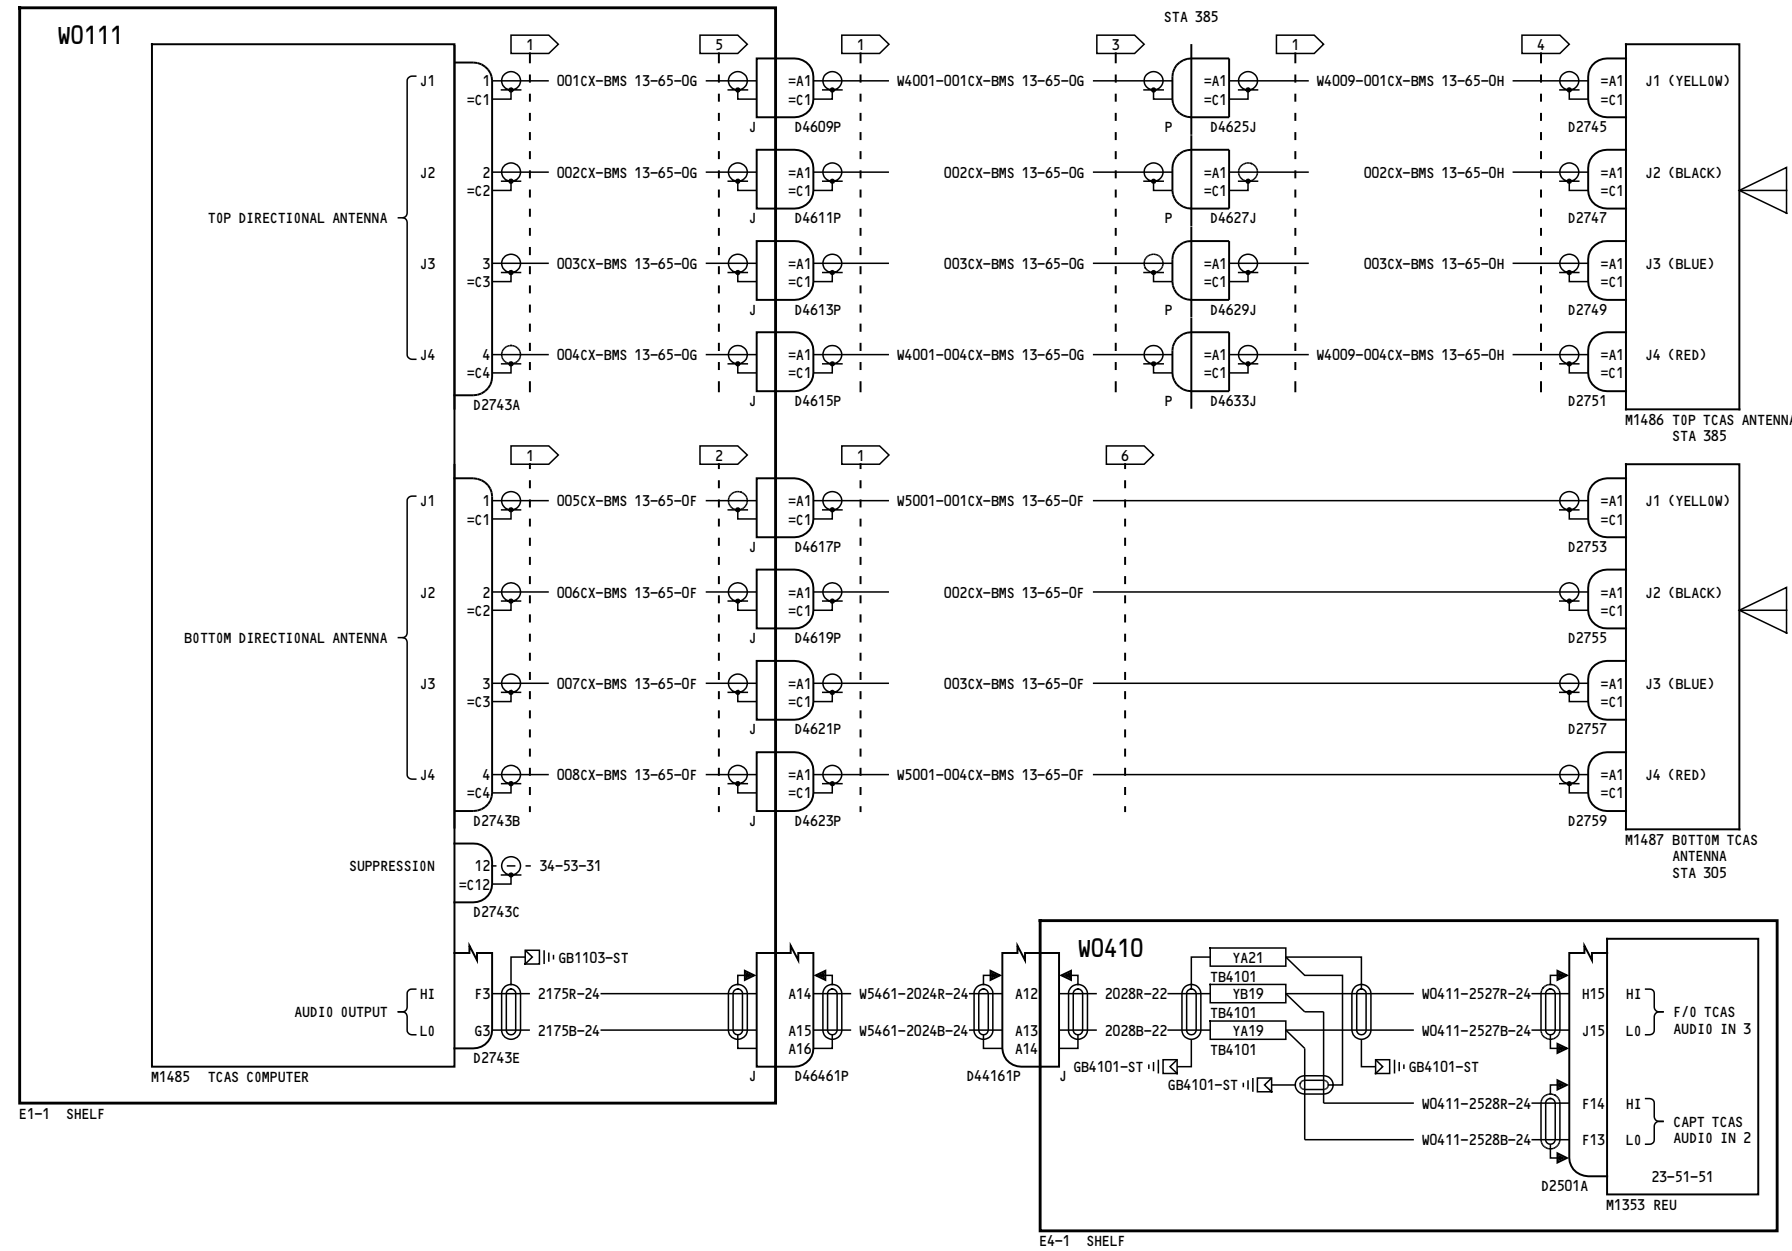 STA 385
W0111
1 5 1 3 1 4
J1 1 001CX-BMS 13-65-0G =A1 W4001-001CX-BMS 13-65-0G =A1 W4009-001CX-BMS 13-65-0H =A1 J1 (YELLOW)
=C1 =C1 =C1 =C1
J D4609P P D4625J D2745
J2 2 002CX-BMS 13-65-0G =A1 002CX-BMS 13-65-0G =A1 002CX-BMS 13-65-0H =A1 J2 (BLACK)
=C2 =C1 =C1 =C1
TOP DIRECTIONAL ANTENNA J D4611P P D4627J D2747
J3 3 003CX-BMS 13-65-0G =A1 003CX-BMS 13-65-0G =A1 003CX-BMS 13-65-0H =A1 J3 (BLUE)
=C3 =C1 =C1 =C1
J D4613P P D4629J D2749
J4 4 004CX-BMS 13-65-0G =A1 W4001-004CX-BMS 13-65-0G =A1 W4009-004CX-BMS 13-65-0H =A1 J4 (RED)
=C4 =C1 =C1 =C1
D2743A J D4615P P D4633J D2751
M1486 TOP TCAS ANTENNA
STA 385
1 2 1 6
J1 1 005CX-BMS 13-65-0F =A1 W5001-001CX-BMS 13-65-0F =A1 J1 (YELLOW)
=C1 =C1 =C1
J D4617P D2753
J2 2 006CX-BMS 13-65-0F =A1 002CX-BMS 13-65-0F =A1 J2 (BLACK)
=C2 =C1 =C1
BOTTOM DIRECTIONAL ANTENNA J D4619P D2755
J3 3 007CX-BMS 13-65-0F =A1 003CX-BMS 13-65-0F =A1 J3 (BLUE)
=C3 =C1 =C1
J D4621P D2757
J4 4 008CX-BMS 13-65-0F =A1 W5001-004CX-BMS 13-65-0F =A1 J4 (RED)
=C4 =C1 =C1
D2743B J D4623P D2759
M1487 BOTTOM TCAS
ANTENNA
STA 305
SUPPRESSION 12 34-53-31
=C12
D2743C
W0410
GB1103-ST YA21
TB4101
HI F3 2175R-24 A14 W5461-2024R-24 A12 2028R-22 YB19 W0411-2527R-24 H15 HI
AUDIO OUTPUT TB4101 F/O TCAS
LO G3 2175B-24 A15 W5461-2024B-24 A13 2028B-22 YA19 W0411-2527B-24 J15 LO AUDIO IN 3
A16 A14 TB4101
D2743E
GB4101-ST GB4101-ST
M1485 TCAS COMPUTER J D46461P D44161P J
GB4101-ST
W0411-2528R-24 F14 HI
CAPT TCAS
W0411-2528B-24 F13 LO AUDIO IN 2
E1-1 SHELF
23-51-51
D2501A
M1353 REU
E4-1 SHELF